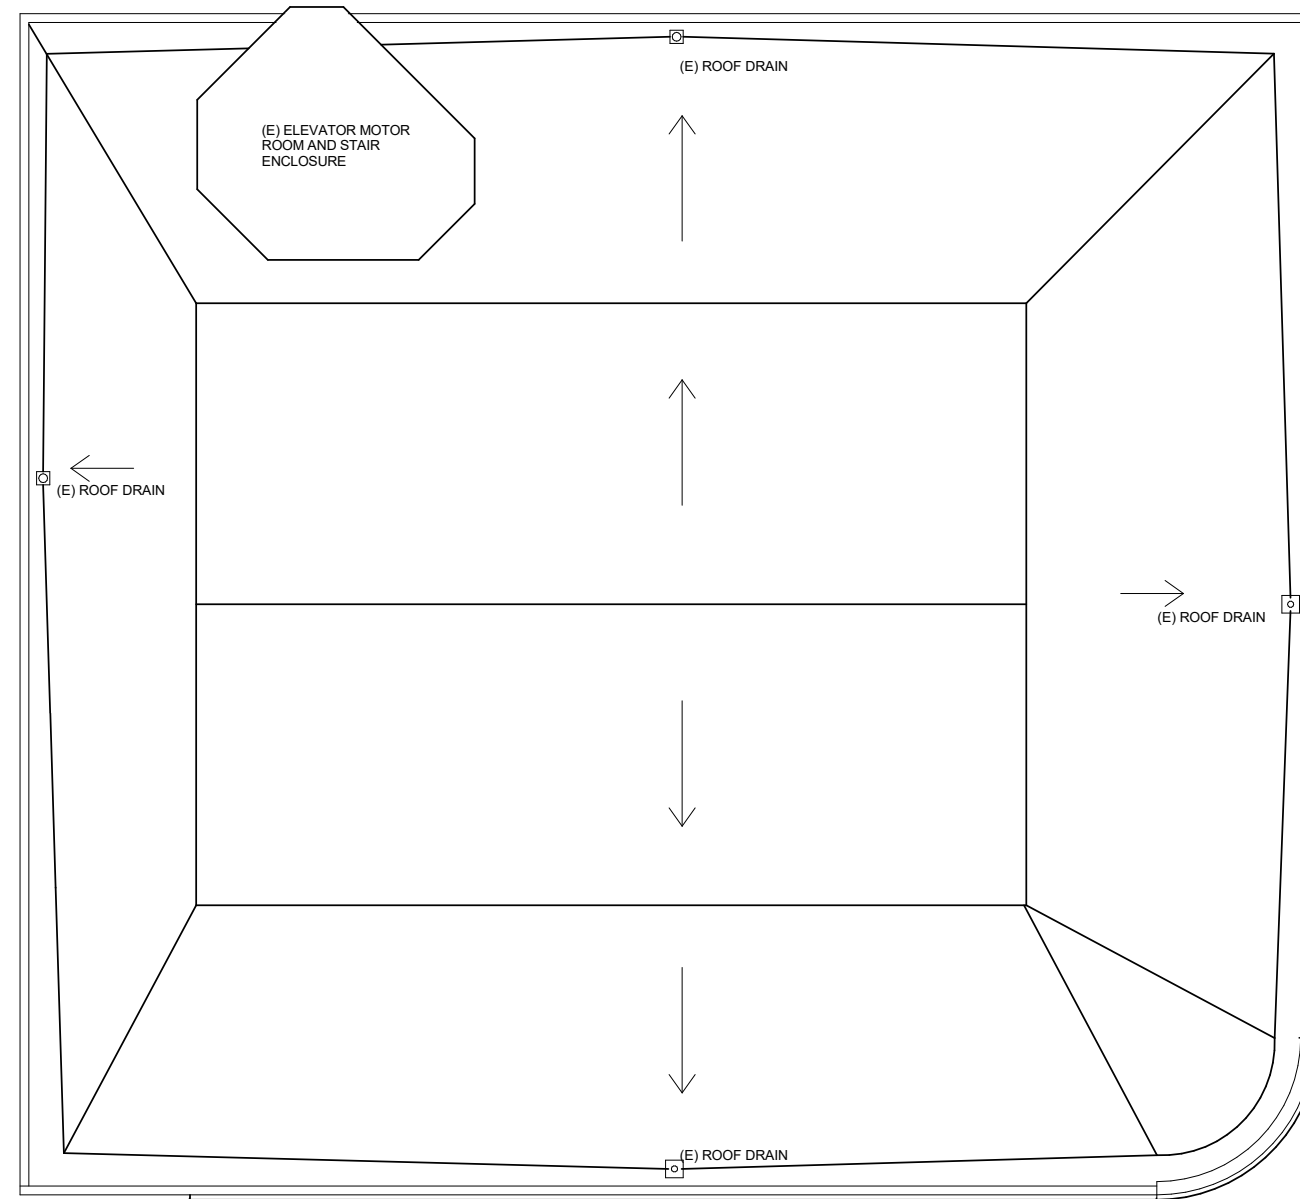 (E) ROOF DRAIN
(E) ELEVATOR MOTOR
ROOM AND STAIR
ENCLOSURE
(E) ROOF DRAIN
(E) ROOF DRAIN
(E) ROOF DRAIN